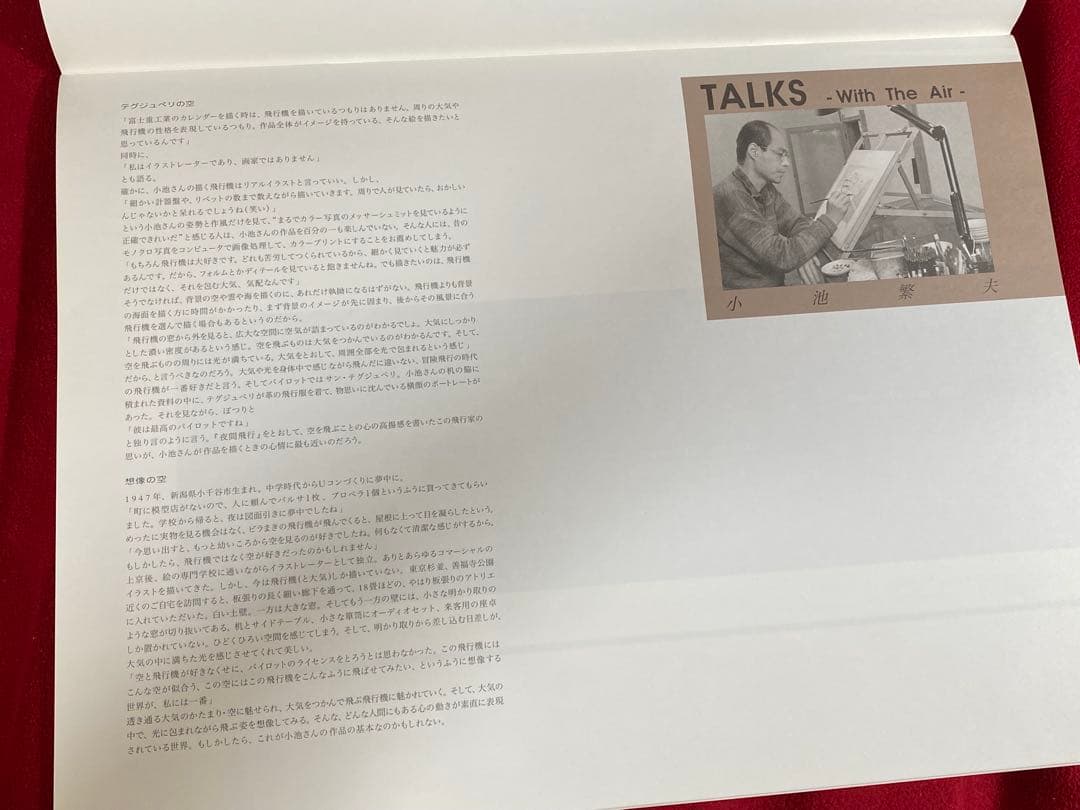 テグジュペリの空
「富士重工業のカレンダーを描く時は、飛行機を描いているつもりはありません、周りの大気や
飛行機の性格を表現しているつもり。作品全体がイメージを持っている、そんな絵を描きたいと
思っているんです」
同時に、
「私はイラストレーターであり、画家ではありません」
とも語る。
確かに、小池さんの描く飛行機はリアルイラストと言っていい。しかし、
「細かい計器盤や、リベットの数まで数えながら描いていきます。周りで人が見ていたら、おかしい
んじゃないかと呆れるでしょうね(笑い)」
という小池さんの姿勢と作風だけを見て、“まるでカラー写真のメッサーシュミットを見ているように
正確できれいだ”と感じる人は、小池さんの作品を百分の一も楽しんでいない。そんな人には、昔の
モノクロ写真をコンピュータで画像処理して、カラープリントにすることをお薦めしてしまう。
「もちろん飛行機は大好きです。どれも苦労してつくられているから、細かく見ていくと魅力が必ず
あるんです。だから、フォルムとかディテールを見ていると飽きませんね。でも描きたいのは、飛行機
だけではなく、それを包む大気、気配なんです」
そうでなければ、背景の空や雲や海を描くのに、あれだけ執拗になるはずがない。飛行機よりも背景
の海面を描く方に時間がかかったり、まず背景のイメージが先に固まり、後からその風景に合う
飛行機を選んで描く場合もあるというのだから。
「飛行機の窓から外を見ると、広大な空間に空気が詰まっているのがわかるでしょ。大気にしっかり
とした濃い密度があるという感じ。空を飛ぶものは大気をつかんでいるのがわかるんです。そして、
空を飛ぶものの周りには光が満ちている。大気をとおして、周囲全部を光で包まれるという感じ」
だから、と言うべきなのだろう。大気や光を身体中で感じながら飛んだに違いない、冒険飛行の時代
の飛行機が一番好きだと言う。そしてパイロットではサン・テグジュペリ。小池さんの机の脇に
積まれた資料の中に、テグジュペリが革の飛行服を着て、物思いに沈んでいる横顔のポートレートが
あった。それを見ながら、ぽつりと
「彼は最高のパイロットですね」
と独り言のように言う。『夜間飛行』をとおして、空を飛ぶことの心の高揚感を書いたこの飛行家の
思いが、小池さんが作品を描くときの心情に最も近いのだろう。
想像の空
1947年、新潟県小千谷市生まれ。中学時代からUコンづくりに夢中に。
「町に模型店がないので、人に頼んでバルサ1枚、プロペラ1個というふうに買ってきてもらい
ました。学校から帰ると、夜は図面引きに夢中でしたね」
めったに実物を見る機会はなく、ビラまきの飛行機が飛んでくると、屋根に上って目を凝らしたという。
「今思い出すと、もっと幼いころから空を見るのが好きでしたね。何もなくて清潔な感じがするから。
もしかしたら、飛行機ではなく空が好きだったのかもしれません」
上京後、絵の専門学校に通いながらイラストレーターとして独立。ありとあらゆるコマーシャルの
イラストを描いてきた。しかし、今は飛行機(と大気)しか描いていない。東京杉並、善福寺公園
近くのご自宅を訪問すると、板張りの長く細い廊下を通って、18畳ほどの、やはり板張りのアトリエ
に入れていただいた。白い土壁。一方は大きな窓。そしてもう一方の壁には、小さな明かり取りの
ような窓が切り抜いてある。机とサイドテーブル、小さな箪笥にオーディオセット、来客用の座卓
しか置かれていない。ひどくひろい空間を感じてしまう。そして、明かり取りから差し込む日差しが、
大気の中に満ちた光を感じさせてくれて美しい。
「空と飛行機が好きなくせに、パイロットのライセンスをとろうとは思わなかった。この飛行機には
こんな空が似合う、この空にはこの飛行機をこんなふうに飛ばせてみたい、というふうに想像する
世界が、私には一番」
透き通る大気のかたまり・空に魅せられ、大気をつかんで飛ぶ飛行機に魅かれていく。そして、大気の
中で、光に包まれながら飛ぶ姿を想像してみる。そんな、どんな人間にもある心の動きが素直に表現
されている世界。もしかしたら、これが小池さんの作品の基本なのかもしれない。
TALKS - With The Air -
小池繁夫